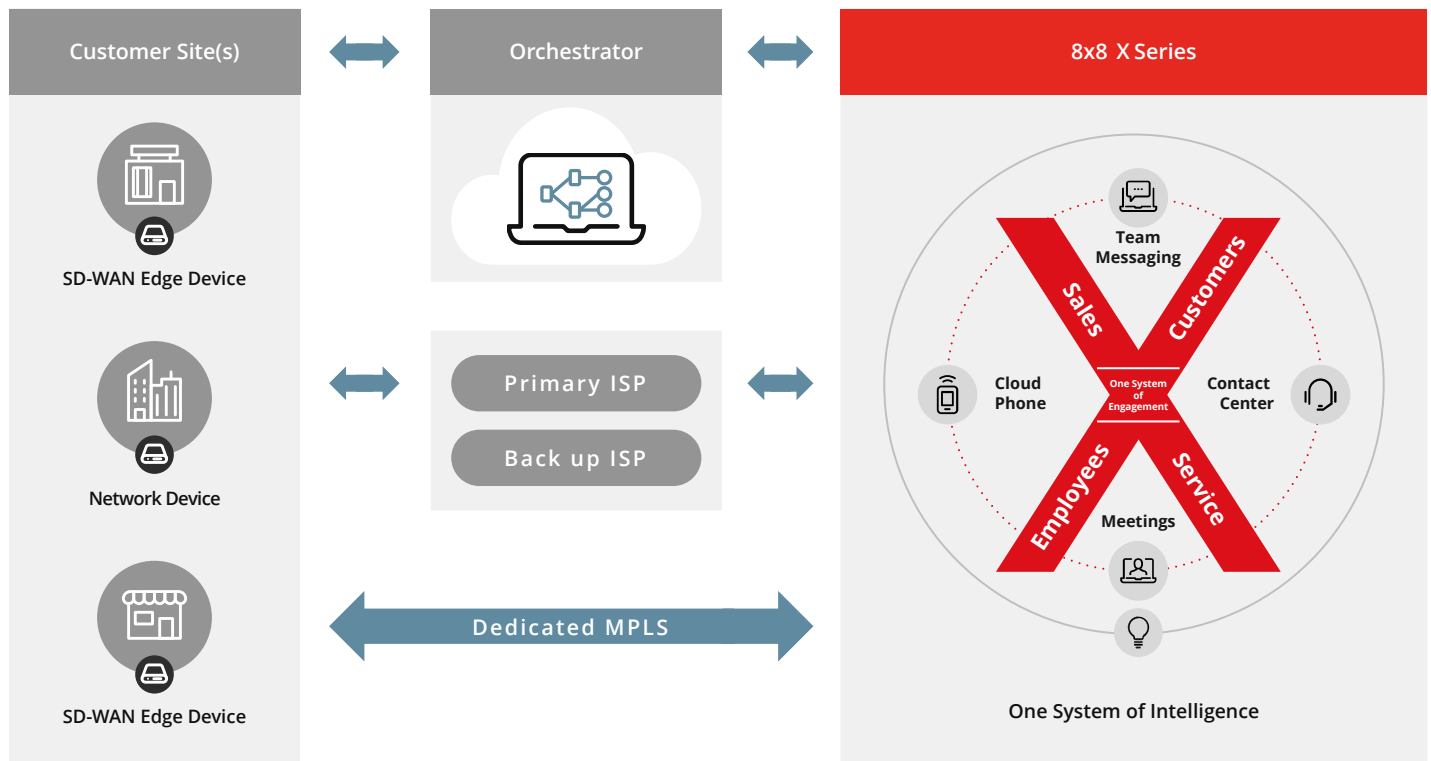 Customer Site(s)
Orchestrator
8x8 X Series
SD-WAN Edge Device
Network Device
SD-WAN Edge Device
Primary ISP
Back up ISP
Dedicated MPLS
Team
Messaging
Sales
Customers
Cloud
Phone
One System
of
Engagement
Contact
Center
Employees
Service
Meetings
One System of Intelligence